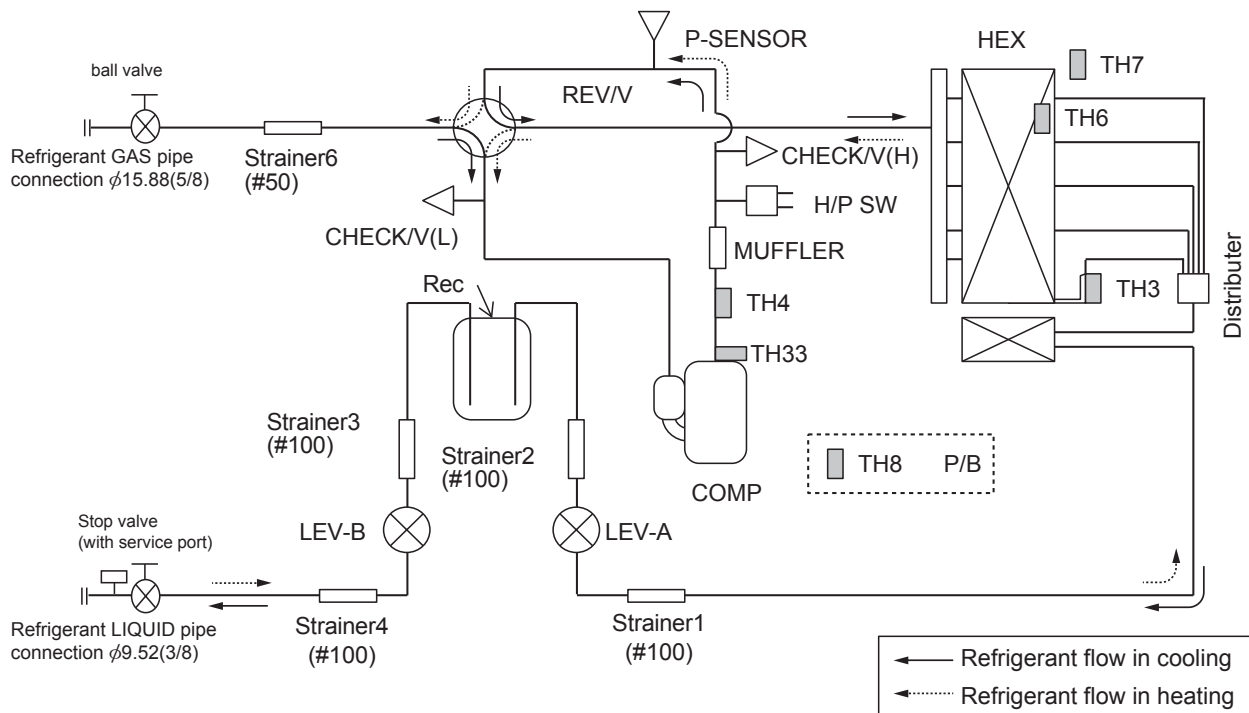 P-SENSOR
HEX
TH7
ball valve
REV/V
TH6
Refrigerant GAS pipe
connection ϕ15.88(5/8)
Strainer6
(#50)
CHECK/V(H)
H/P SW
CHECK/V(L)
MUFFLER
Rec
TH4
TH3
Distributer
TH33
Strainer3
(#100)
Strainer2
(#100)
TH8 P/B
COMP
Stop valve
(with service port)
LEV-B
LEV-A
Refrigerant LIQUID pipe
connection ϕ9.52(3/8)
Strainer4
(#100)
Strainer1
(#100)
Refrigerant flow in cooling
Refrigerant flow in heating